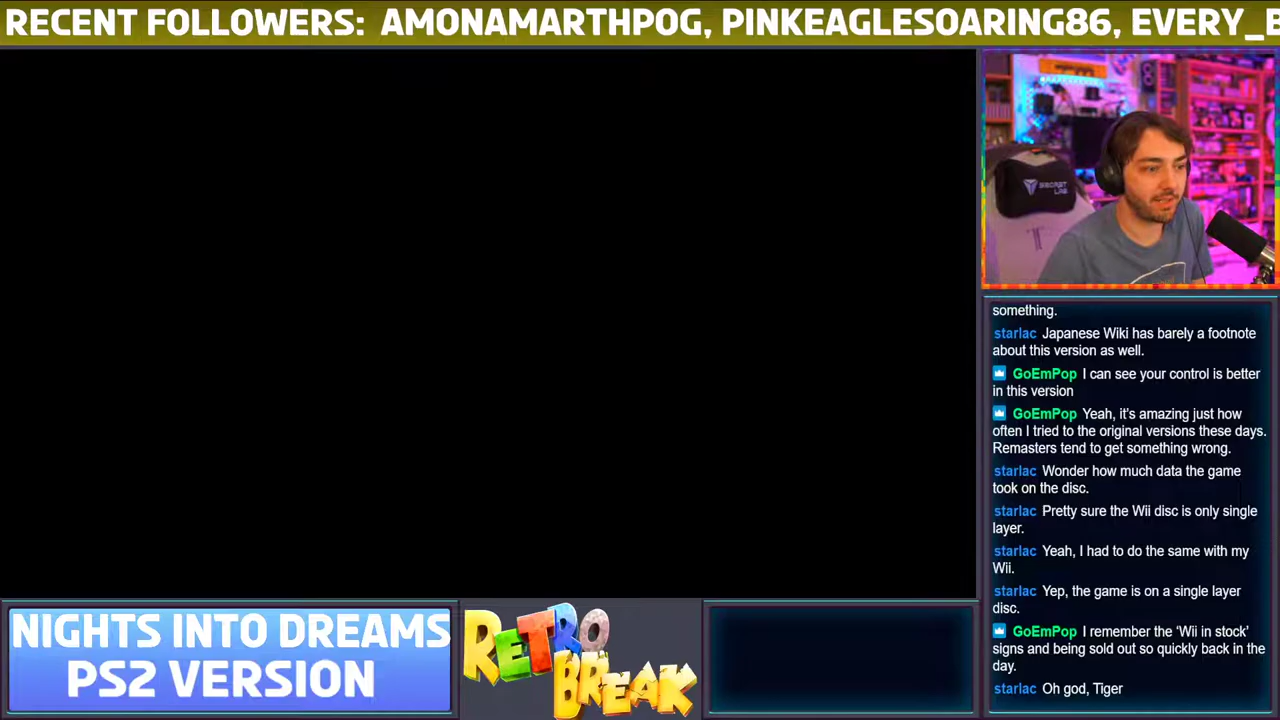 RECENT FOLLOWERS: AMONAMARTHPOG, PINKEAGLESOARING86, EVERY_E
SECRET
LAB
something.
starlac Japanese Wiki has barely a footnote
about this version as well.
GoEmPop I can see your control is better
in this version
GoEmPop Yeah, it's amazing just how
often I tried to the original versions these days.
Remasters tend to get something wrong.
starlac Wonder how much data the game
took on the disc.
starlac Pretty sure the Wii disc is only single
layer.
starlac Yeah, I had to do the same with my
Wii.
starlac Yep, the game is on a single layer
disc.
GoEmPop I remember the ‘Wii in stock’
signs and being sold out so quickly back in the
day.
starlac Oh god, Tiger
NIGHTS INTO DREAMS
PS2 VERSION
RETRO
BREAK